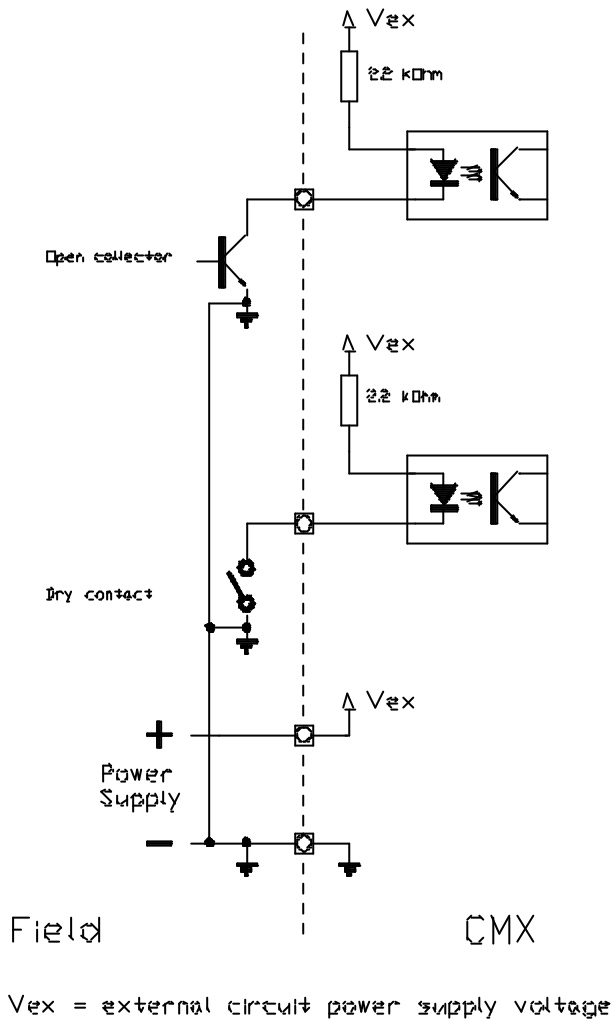 Vex
2.2 kOhm
Open collector
Vex
2.2 kOhm
Dry contact
Vex
+
Power
Supply
-
Field
CMX
Vex = external circuit power supply voltage